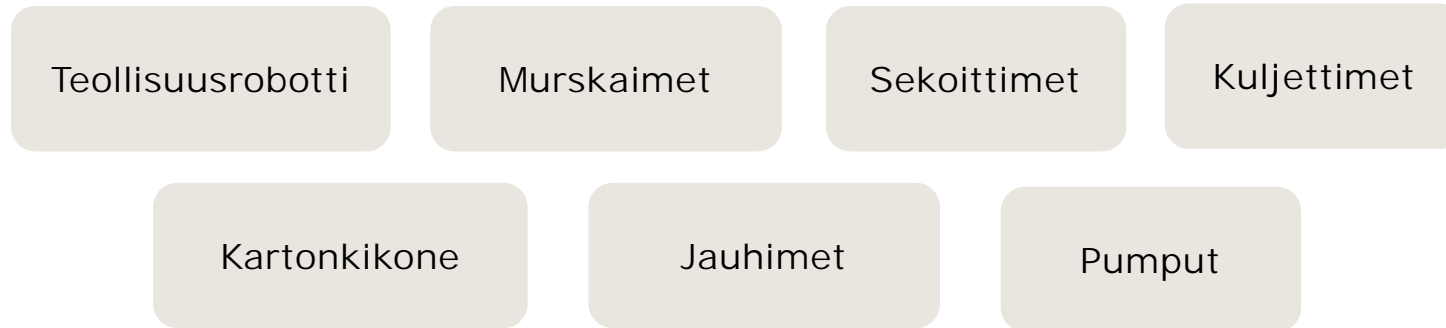 Teollisuusrobotti
Murskaimet
Sekoittimet
Kuljettimet
Kartonkikone
Jauhimet
Pumput